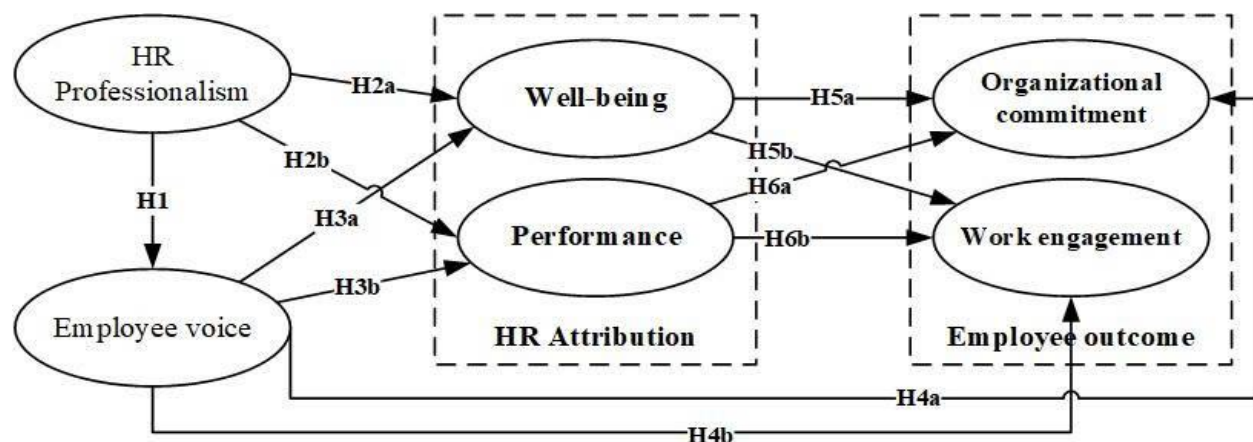 HR
Professionalism
H2a
Well-being
H5a
Organizational
commitment
H2b
H5b
H1
H3a
H6a
Performance
H6b
Work engagement
H3b
Employee voice
HR Attribution
Employee outcome
H4a
H4b